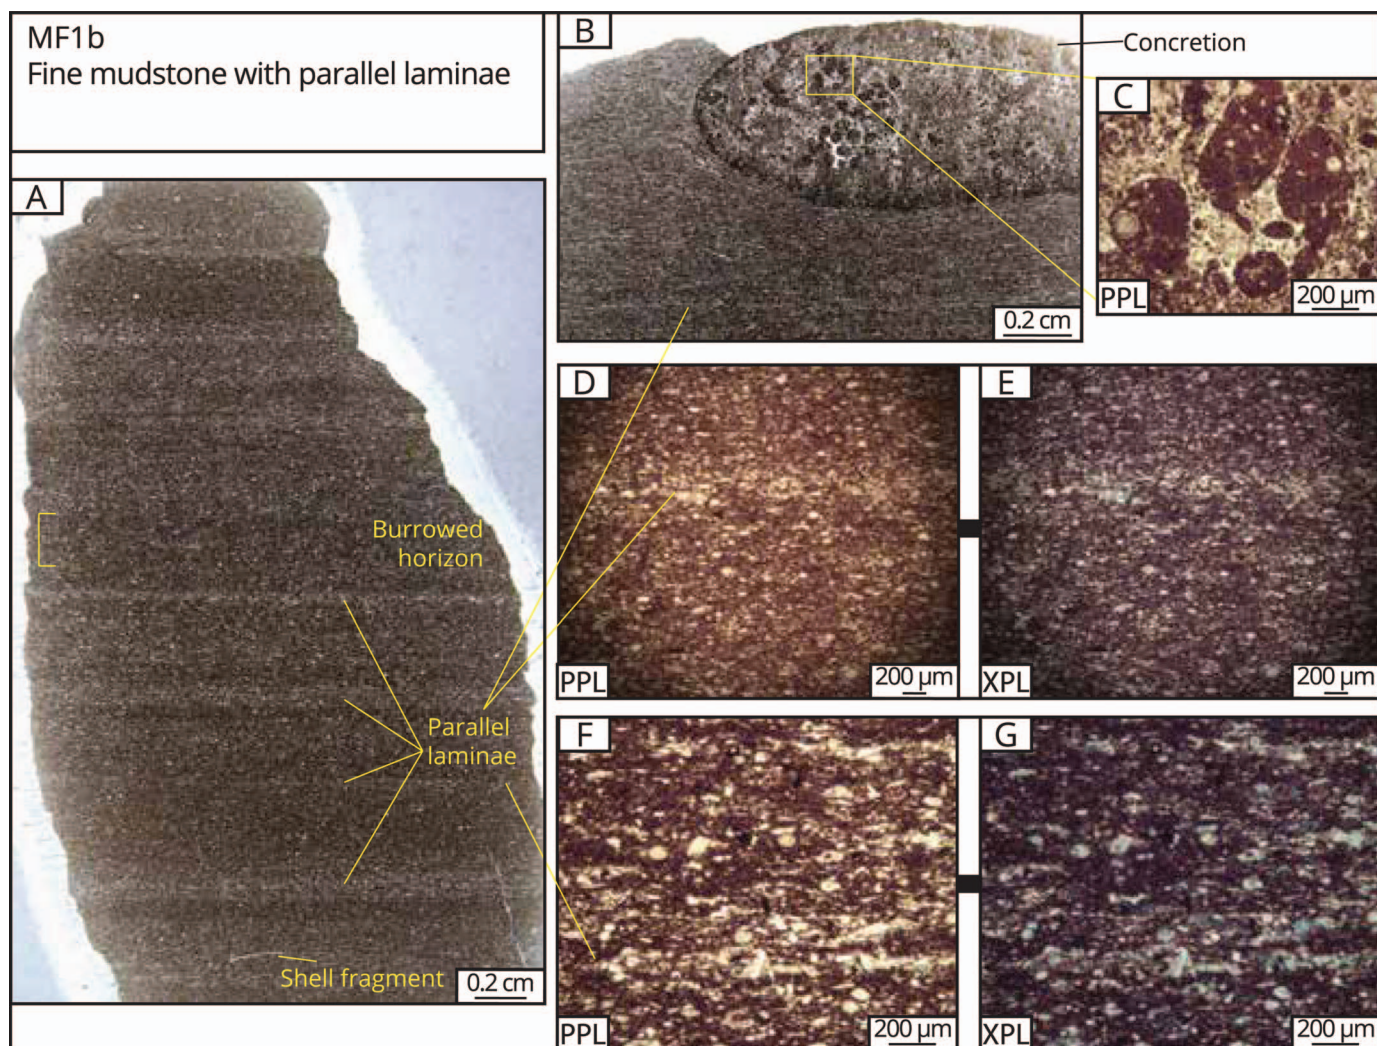 MF1b
Fine mudstone with parallel laminae
A
Burrowed
horizon
Parallel
laminae
Shell fragment
0.2 cm
B
Concretion
0.2 cm
C
PPL
200 µm
D
PPL
200 µm
E
XPL
200 µm
F
PPL
200 µm
G
XPL
200 µm